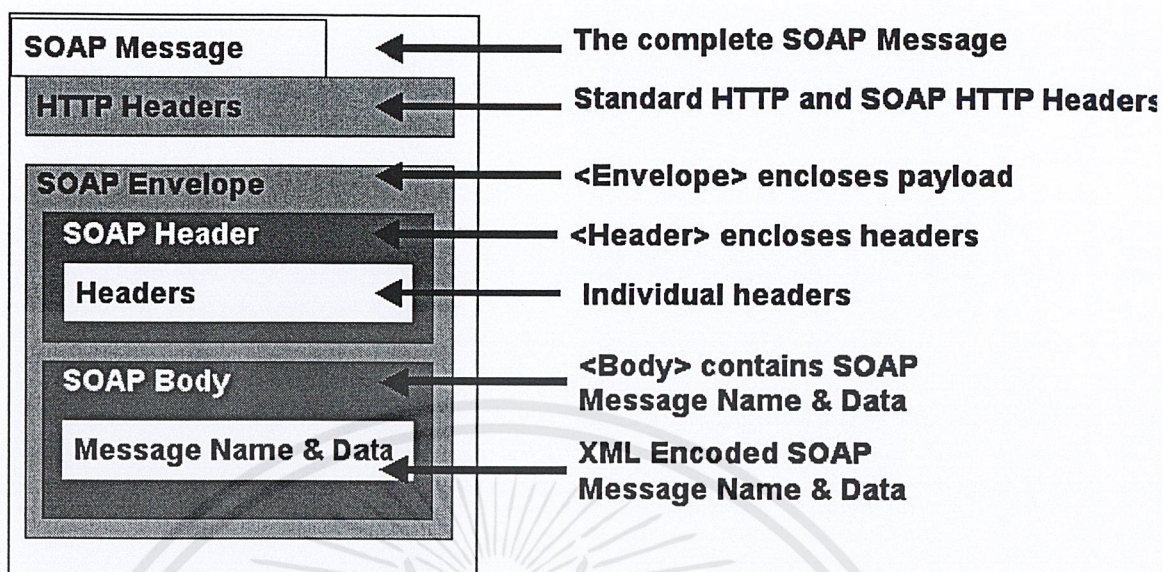 SOAP Message
The complete SOAP Message
HTTP Headers
Standard HTTP and SOAP HTTP Headers
SOAP Envelope
<Envelope> encloses payload
SOAP Header
<Header> encloses headers
Headers
Individual headers
SOAP Body
<Body> contains SOAP
Message Name & Data
Message Name & Data
XML Encoded SOAP
Message Name & Data